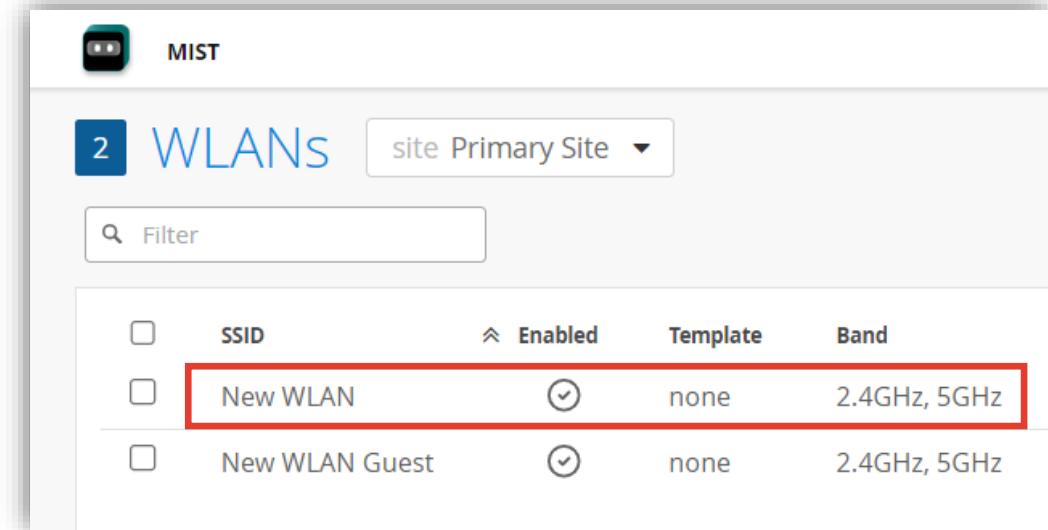 MIST
2 WLANs site Primary Site
Filter
SSID Enabled Template Band
New WLAN none 2.4GHz, 5GHz
New WLAN Guest none 2.4GHz, 5GHz